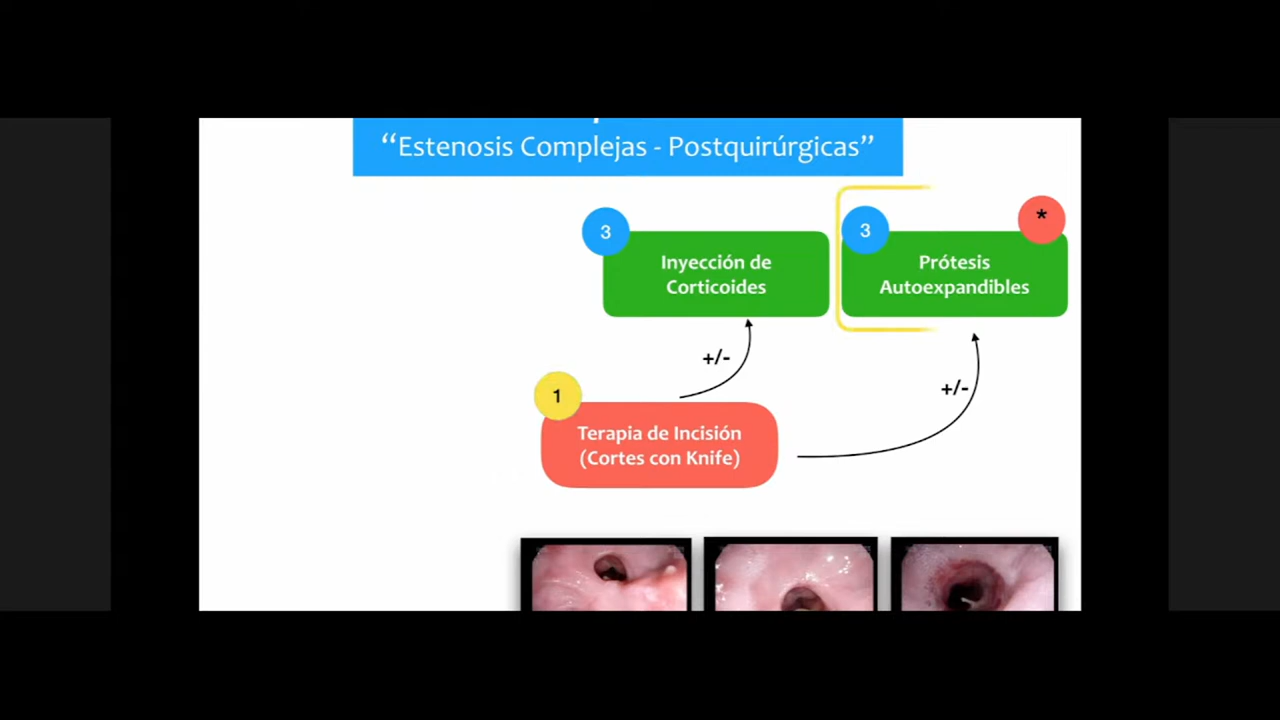 “Estenosis Complejas - Postquirúrgicas”
3
Inyección de
Corticoides
3
*
Prótesis
Autoexpandibles
+/-
+/-
1
Terapia de Incisión
(Cortes con Knife)